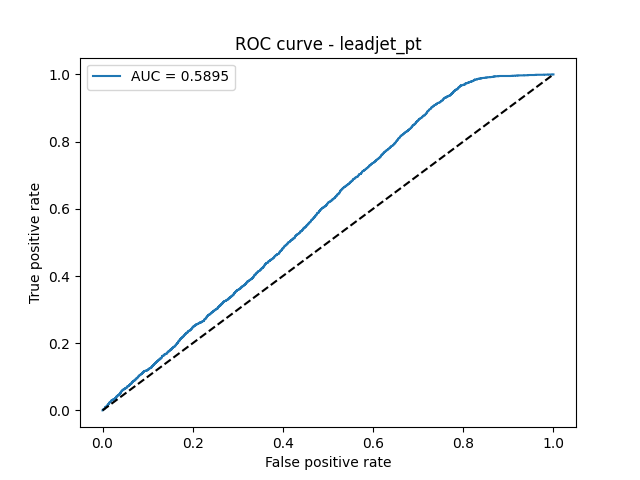 ROC curve - leadjet_pt
AUC = 0.5895
1.0
0.8
0.6
0.4
0.2
0.0
True positive rate
0.0 0.2 0.4 0.6 0.8 1.0
False positive rate